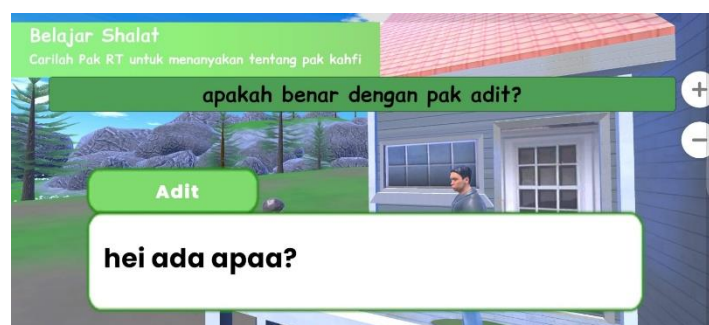 Belajar Shalat
Carilah Pak RT untuk menanyakan tentang pak kahfi
apakah benar dengan pak adit?
+
−
Adit
hei ada apaa?